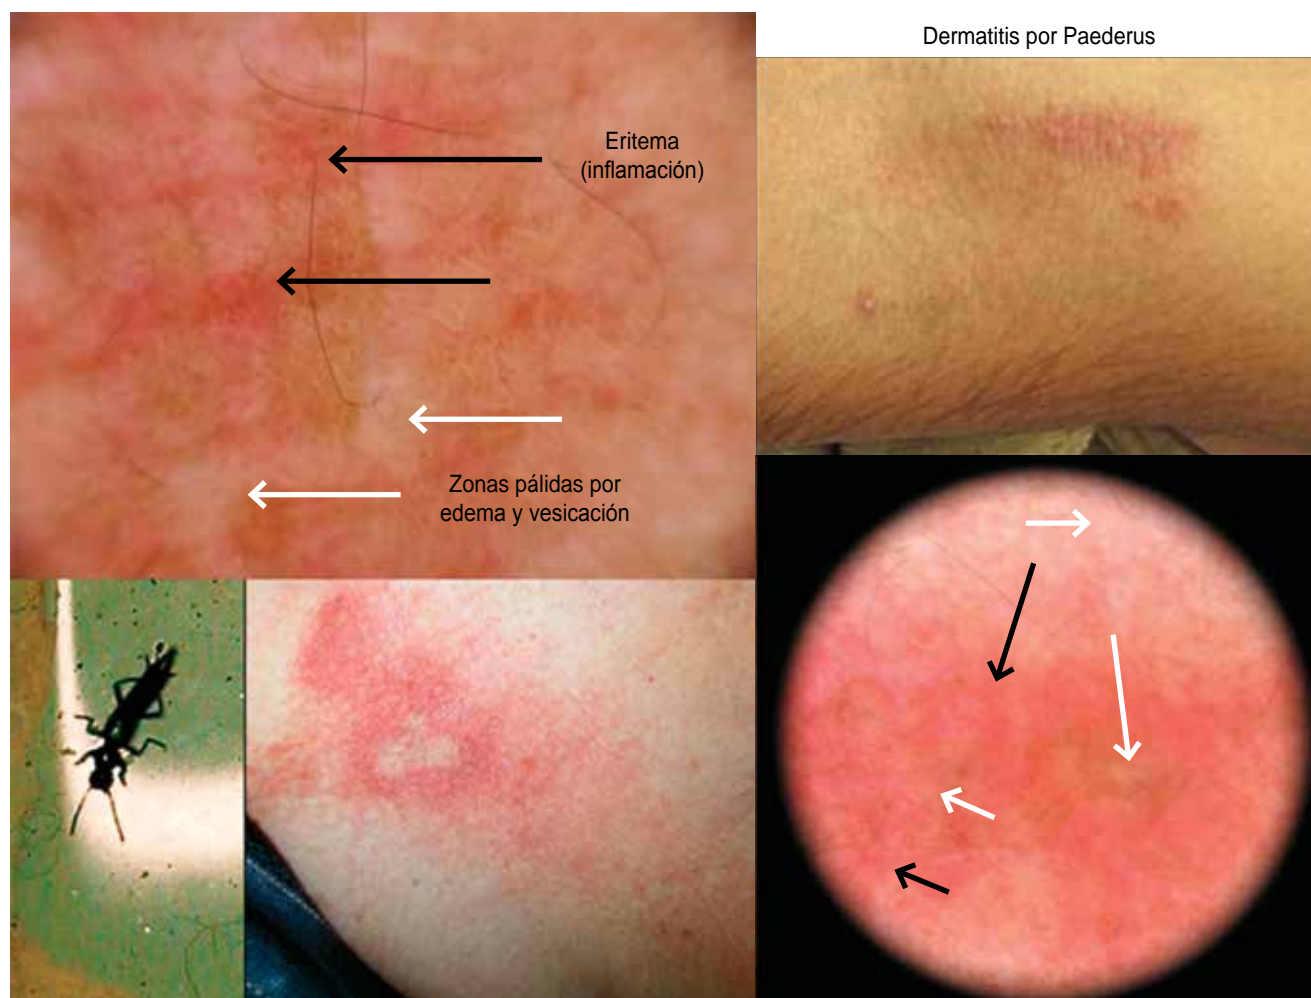 Dermatitis por Paederus
Eritema
(inflamación)
Zonas pálidas por
edema y vesicación